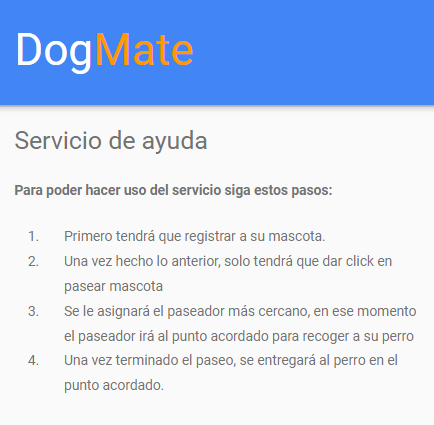 DogMate
Servicio de ayuda
Para poder hacer uso del servicio siga estos pasos:
1. Primero tendrá que registrar a su mascota.
2. Una vez hecho lo anterior, solo tendrá que dar click en
pasear mascota
3. Se le asignará el paseador más cercano, en ese momento
el paseador irá al punto acordado para recoger a su perro
4. Una vez terminado el paseo, se entregará al perro en el
punto acordado.